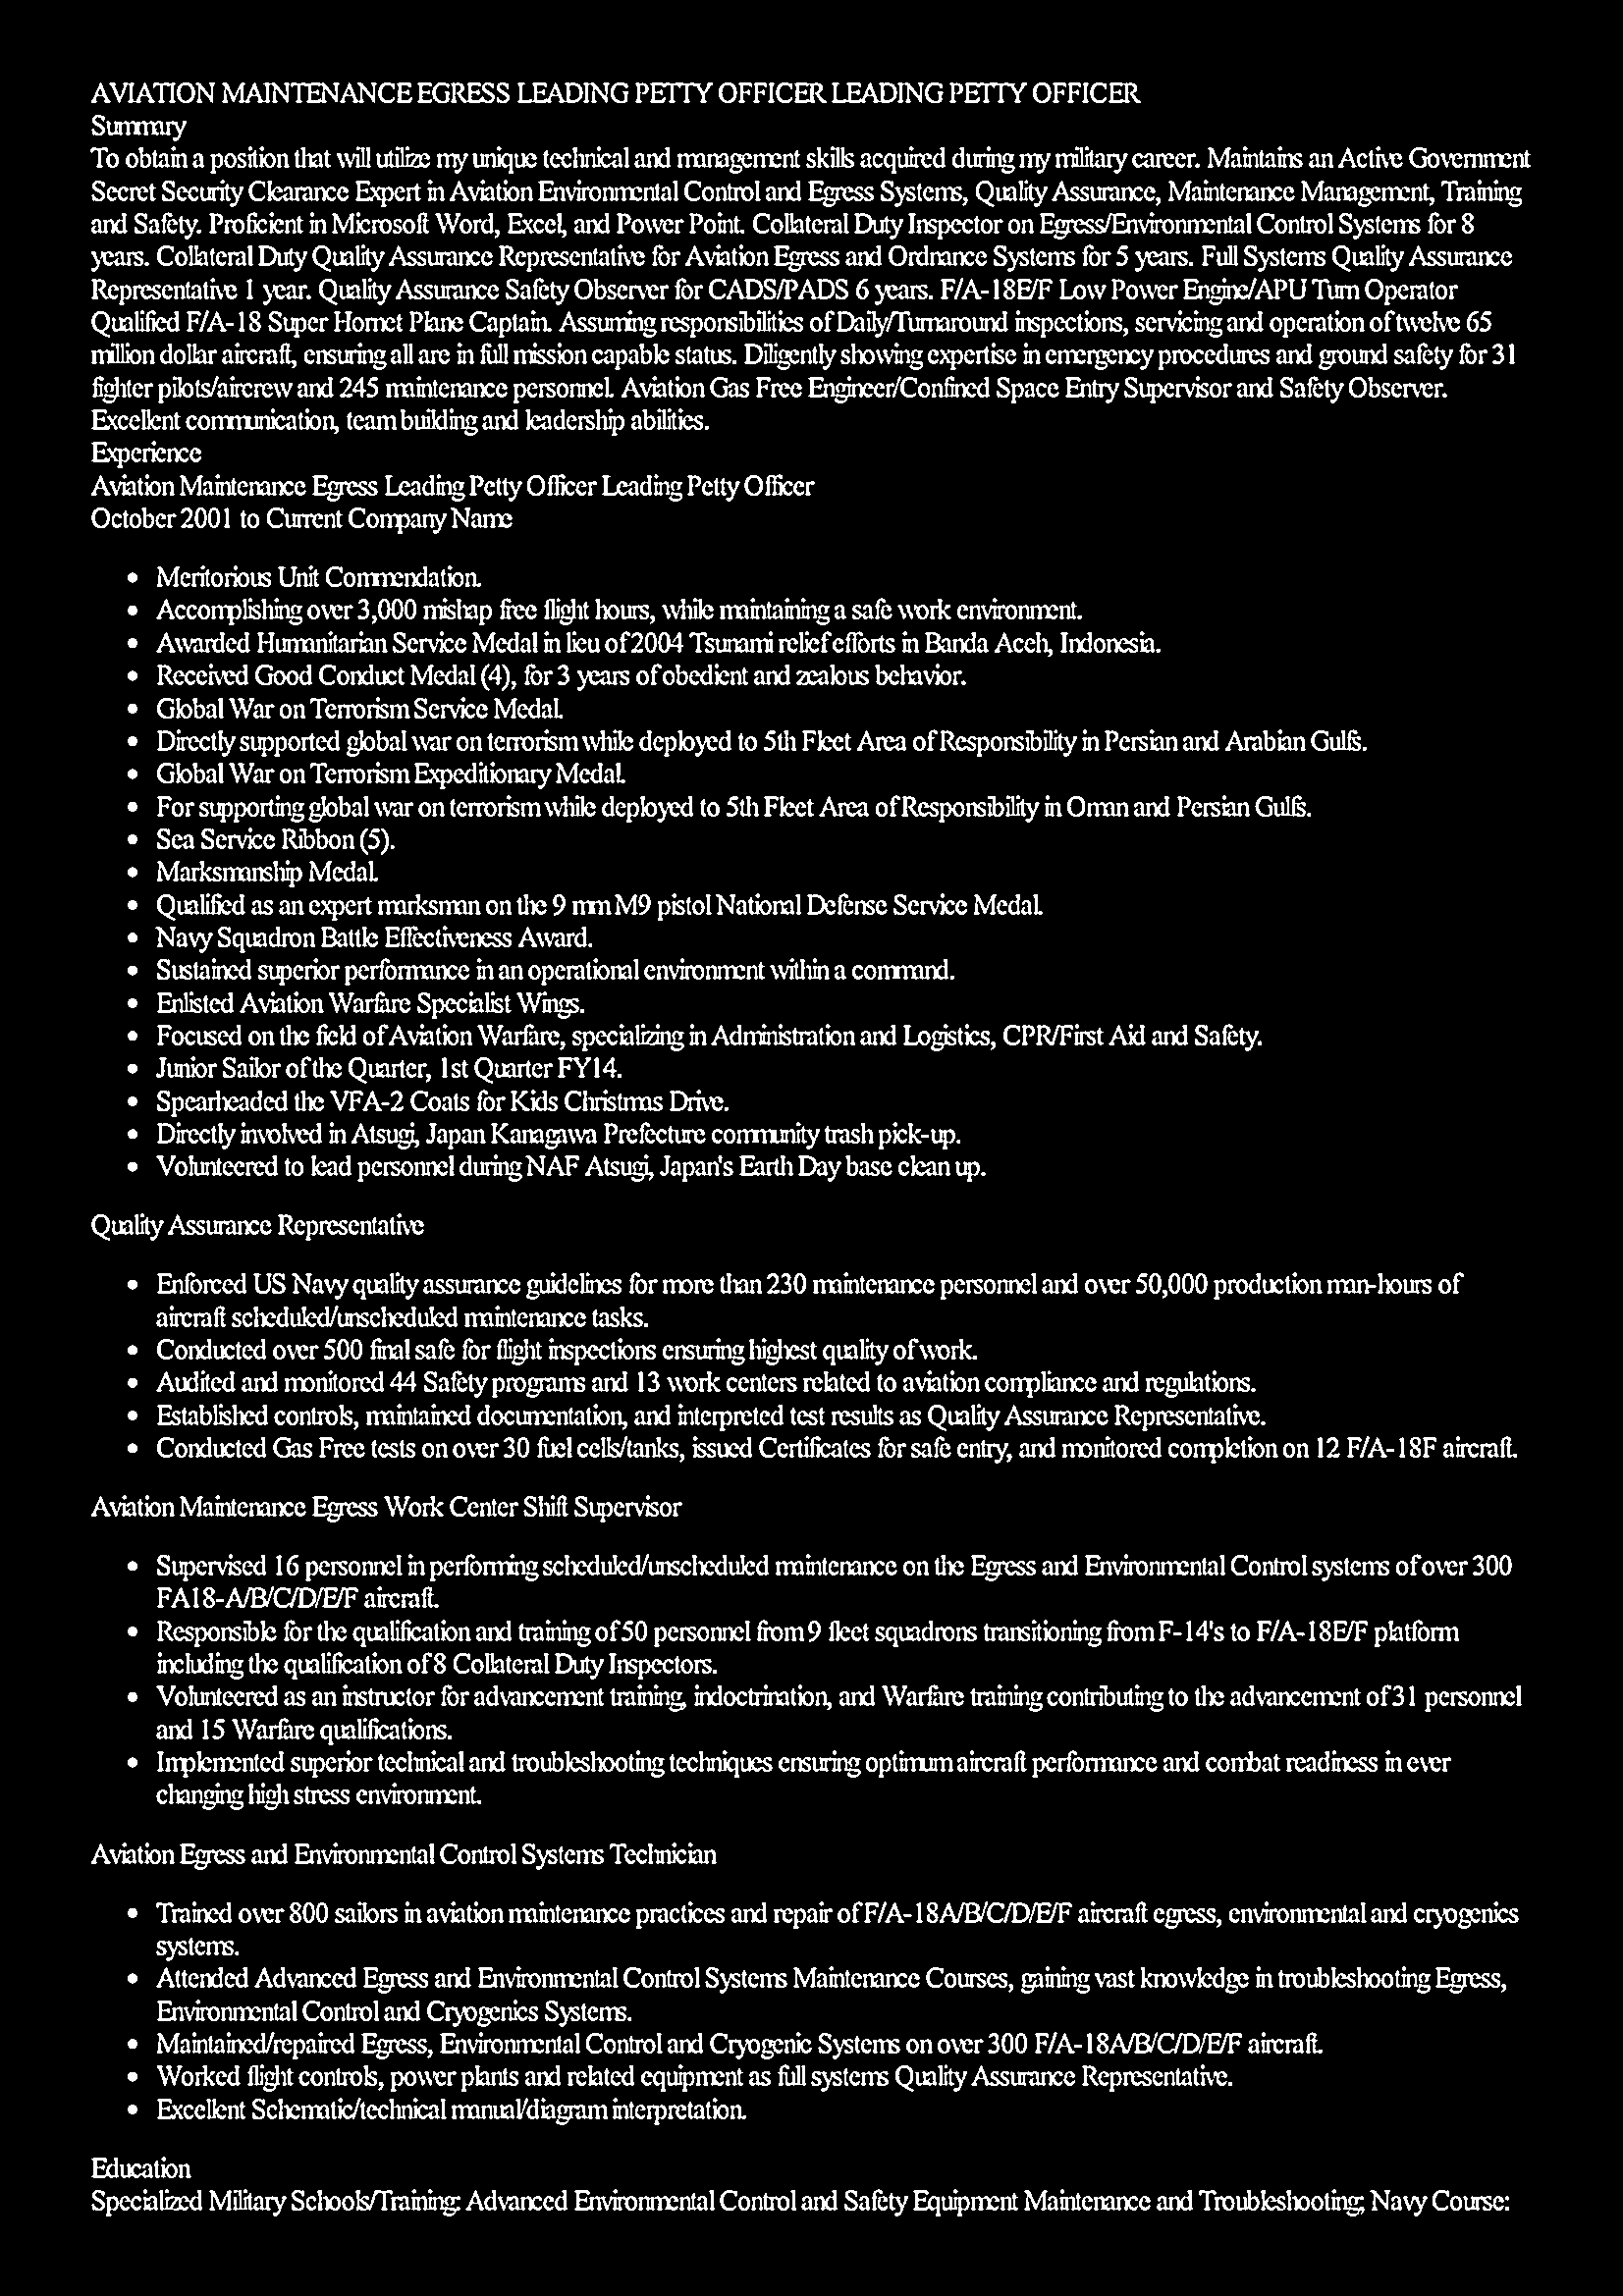 AVIATION MAINTENANCE EGRESS LEADING PETTY OFFICER LEADING PETTY OFFICER
Summary
To obtain a position that will utilize my unique technical and management skills acquired during my military career. Maintains an Active Government
Secret Security Clearance Expert in Aviation Environmental Control and Egress Systems, Quality Assurance, Maintenance Management, Training
and Safety. Proficient in Microsoft Word, Excel, and Power Point. Collateral Duty Inspector on Egress/Environmental Control Systems for 8
years. Collateral Duty Quality Assurance Representative for Aviation Egress and Ordnance Systems for 5 years. Full Systems Quality Assurance
Representative 1 year. Quality Assurance Safety Observer for CADS/PADS 6 years. F/A-18E/F Low Power Engine/APU Turn Operator
Qualified F/A-18 Super Hornet Plane Captain. Assuming responsibilities of Daily/Turnaround inspections, servicing and operation of twelve 65
million dollar aircraft, ensuring all are in full mission capable status. Diligently showing expertise in emergency procedures and ground safety for 31
fighter pilots/aircrew and 245 maintenance personnel. Aviation Gas Free Engineer/Confined Space Entry Supervisor and Safety Observer.
Excellent communication, team building and leadership abilities.
Experience
Aviation Maintenance Egress Leading Petty Officer Leading Petty Officer
October 2001 to Current Company Name
• Meritorious Unit Commendation.
• Accomplishing over 3,000 mishap free flight hours, while maintaining a safe work environment.
• Awarded Humanitarian Service Medal in lieu of 2004 Tsunami relief efforts in Banda Aceh, Indonesia.
• Received Good Conduct Medal (4), for 3 years of obedient and zealous behavior.
• Global War on Terrorism Service Medal.
• Directly supported global war on terrorism while deployed to 5th Fleet Area of Responsibility in Persian and Arabian Gulfs.
• Global War on Terrorism Expeditionary Medal.
• For supporting global war on terrorism while deployed to 5th Fleet Area of Responsibility in Oman and Persian Gulfs.
• Sea Service Ribbon (5).
• Marksmanship Medal.
• Qualified as an expert marksman on the 9 mm M9 pistol National Defense Service Medal.
• Navy Squadron Battle Effectiveness Award.
• Sustained superior performance in an operational environment within a command.
• Enlisted Aviation Warfare Specialist Wings.
• Focused on the field of Aviation Warfare, specializing in Administration and Logistics, CPR/First Aid and Safety.
• Junior Sailor of the Quarter, 1st Quarter FY14.
• Spearheaded the VFA-2 Coats for Kids Christmas Drive.
• Directly involved in Atsugi, Japan Kanagawa Prefecture community trash pick-up.
• Volunteered to lead personnel during NAF Atsugi, Japan's Earth Day base clean up.
Quality Assurance Representative
• Enforced US Navy quality assurance guidelines for more than 230 maintenance personnel and over 50,000 production man-hours of
aircraft scheduled/unscheduled maintenance tasks.
• Conducted over 500 final safe for flight inspections ensuring highest quality of work.
• Audited and monitored 44 Safety programs and 13 work centers related to aviation compliance and regulations.
• Established controls, maintained documentation, and interpreted test results as Quality Assurance Representative.
• Conducted Gas Free tests on over 30 fuel cells/tanks, issued Certificates for safe entry, and monitored completion on 12 F/A-18F aircraft.
Aviation Maintenance Egress Work Center Shift Supervisor
• Supervised 16 personnel in performing scheduled/unscheduled maintenance on the Egress and Environmental Control systems of over 300
FA18-A/B/C/D/E/F aircraft.
• Responsible for the qualification and training of 50 personnel from 9 fleet squadrons transitioning from F-14's to F/A-18E/F platform
including the qualification of 8 Collateral Duty Inspectors.
• Volunteered as an instructor for advancement training, indoctrination, and Warfare training contributing to the advancement of 31 personnel
and 15 Warfare qualifications.
• Implemented superior technical and troubleshooting techniques ensuring optimum aircraft performance and combat readiness in ever
changing high stress environment.
Aviation Egress and Environmental Control Systems Technician
• Trained over 800 sailors in aviation maintenance practices and repair of F/A-18A/B/C/D/E/F aircraft egress, environmental and cryogenics
systems.
• Attended Advanced Egress and Environmental Control Systems Maintenance Courses, gaining vast knowledge in troubleshooting Egress,
Environmental Control and Cryogenics Systems.
• Maintained/repaired Egress, Environmental Control and Cryogenic Systems on over 300 F/A-18A/B/C/D/E/F aircraft.
• Worked flight controls, power plants and related equipment as full systems Quality Assurance Representative.
• Excellent Schematic/technical manual/diagram interpretation.
Education
Specialized Military Schools/Training: Advanced Environmental Control and Safety Equipment Maintenance and Troubleshooting; Navy Course: